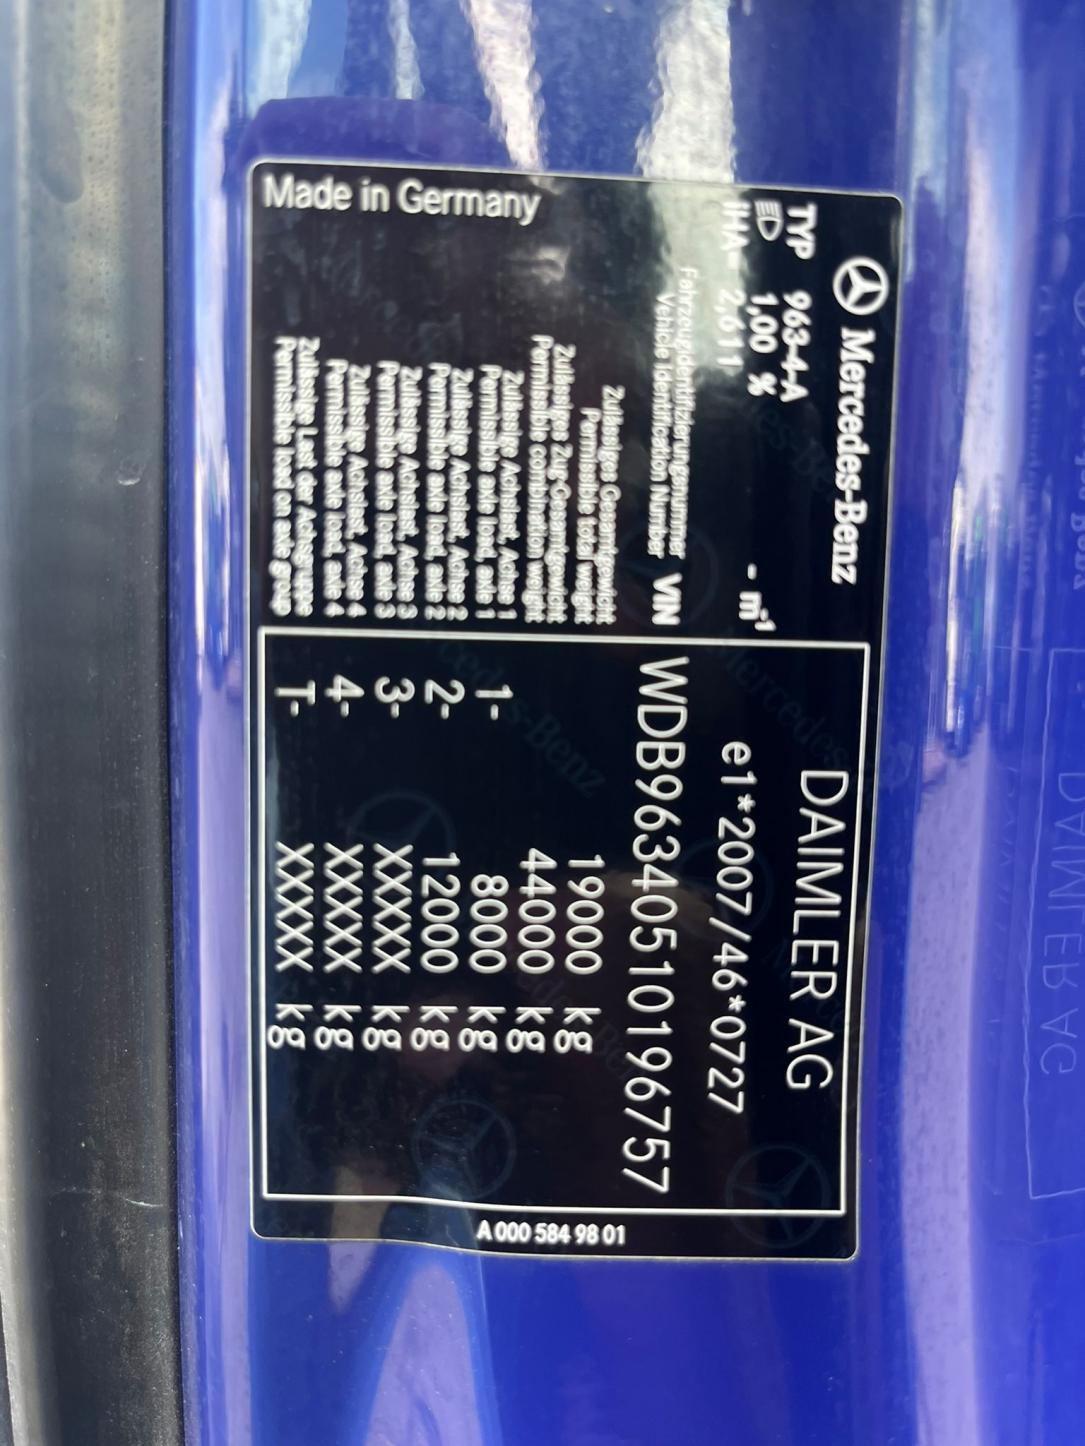 Mercedes-Benz
DAIMLER AG
TYP 963-4-A
1,00 % - m-1
e1*2007/46*0727
IHA 2,611
Fahrzeugidentifizierungsnummer
Vehicle Identification Number VIN WDB96340510196757
Zulässiges Gesamtgewicht
Permissible total weight 19000 kg
Zulässiges Zug-Gesamtgewicht
Permissible combination weight 44000 kg
Zulässige Achslast, Achse 1
Permissible axle load, axle 1 1- 8000 kg
Zulässige Achslast, Achse 2
Permissible axle load, axle 2 2- 12000 kg
Zulässige Achslast, Achse 3
Permissible axle load, axle 3 3- XXXXX kg
Zulässige Achslast, Achse 4
Permissible axle load, axle 4 4- XXXXX kg
Zulässige Last der Achsgruppe
Permissible load on axle group T- XXXXX kg
Made in Germany
A 000 584 98 01